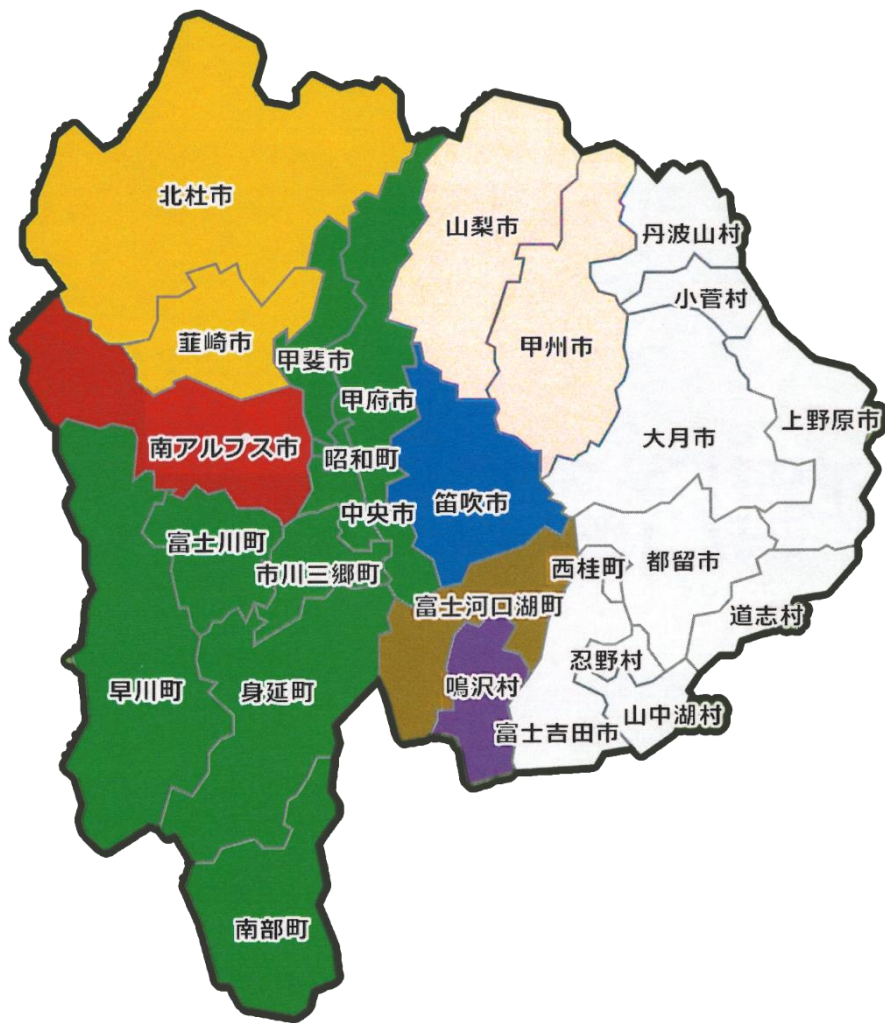 北杜市
山梨市
丹波山村
小菅村
韮崎市
甲斐市
甲州市
甲府市
上野原市
南アルプス市
昭和町
大月市
笛吹市
中央市
富士川町
市川三郷町
西桂町
都留市
富士河口湖町
道志村
忍野村
早川町
身延町
鳴沢村
山中湖村
富士吉田市
南部町